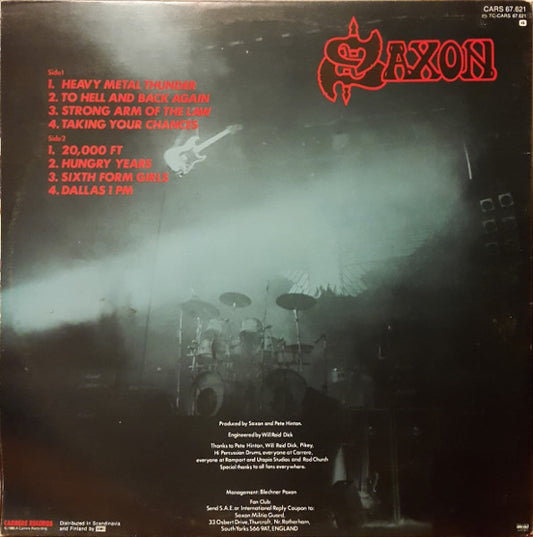 CARS 67.621
TC-CARS 67.621
SAXON
Side1
1. HEAVY METAL THUNDER
2. TO HELL AND BACK AGAIN
3. STRONG ARM OF THE LAW
4. TAKING YOUR CHANCES
Side2
1. 20,000 FT
2. HUNGRY YEARS
3. SIXTH FORM GIRLS
4. DALLAS 1 PM
Produced by Saxon and Pete Hinton.
Engineered by Will Reid Dick
Thanks to Pete Hinton, Will Reid Dick, Pikey,
Hi Percussion Drums, everyone at Carrere,
everyone at Ramport and Utopia Studios and Rod Church
Special thanks to all fans everywhere.
Management: Blechner Paxon
Fan Club:
Send S.A.E. or International Reply Coupon to:
Saxon Militia Guard,
33 Osbert Drive, Thurcroft, Nr. Rotherham,
South Yorks S66 9AT, ENGLAND
CARRERE RECORDS
Distributed in Scandinavia
and Finland by EMI